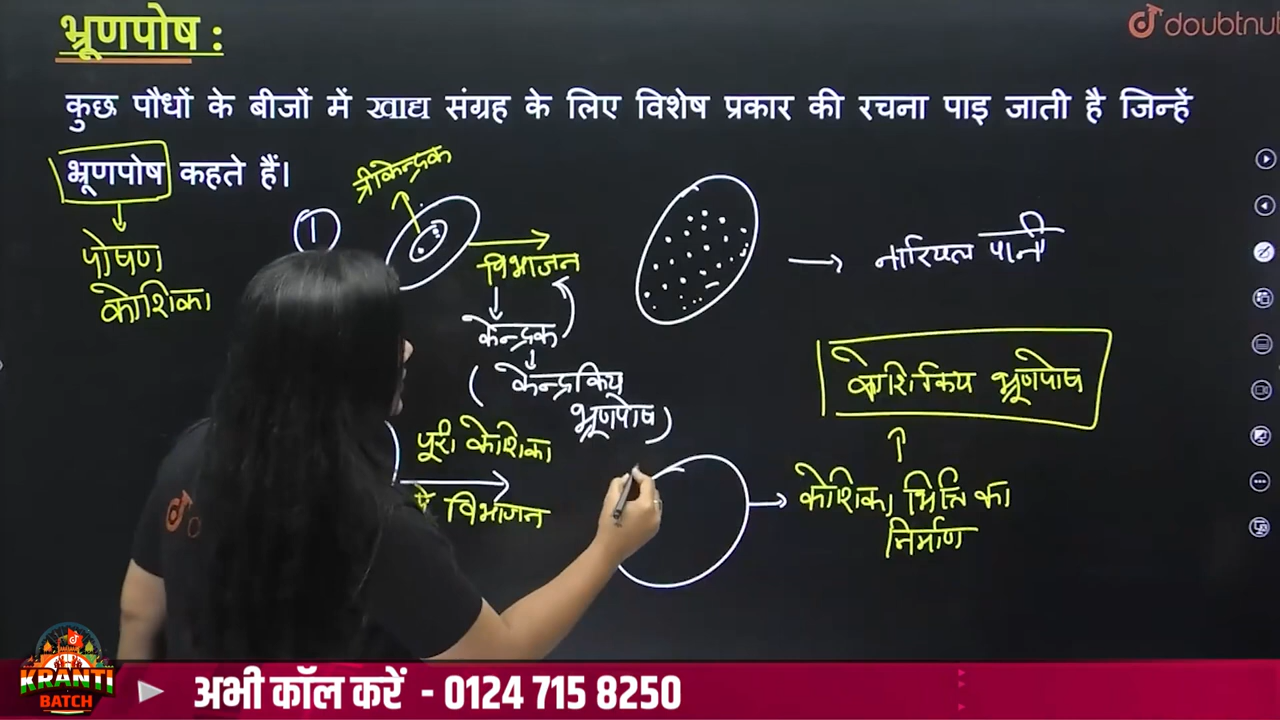 भ्रूणपोष :
doubtnut
कुछ पौधों के बीजों में खाद्य संग्रह के लिए विशेष प्रकार की रचना पाइ जाती है जिन्हें
भ्रूणपोष कहते हैं।
त्रीकेन्द्रक
1
पोषण
कोशिका
विभाजन
नारियल पानी
केन्द्रक
( केन्द्रकिय
भ्रूणपोष )
कोशिकिय भ्रूणपोष
पूरी कोशिका
विभाजन
कोशिका भित्ति का
निर्माण
KRANTI
BATCH
अभी कॉल करें - 0124 715 8250